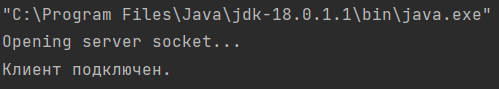 "C:\Program Files\Java\jdk-18.0.1.1\bin\java.exe"
Opening server socket...
Клиент подключен.